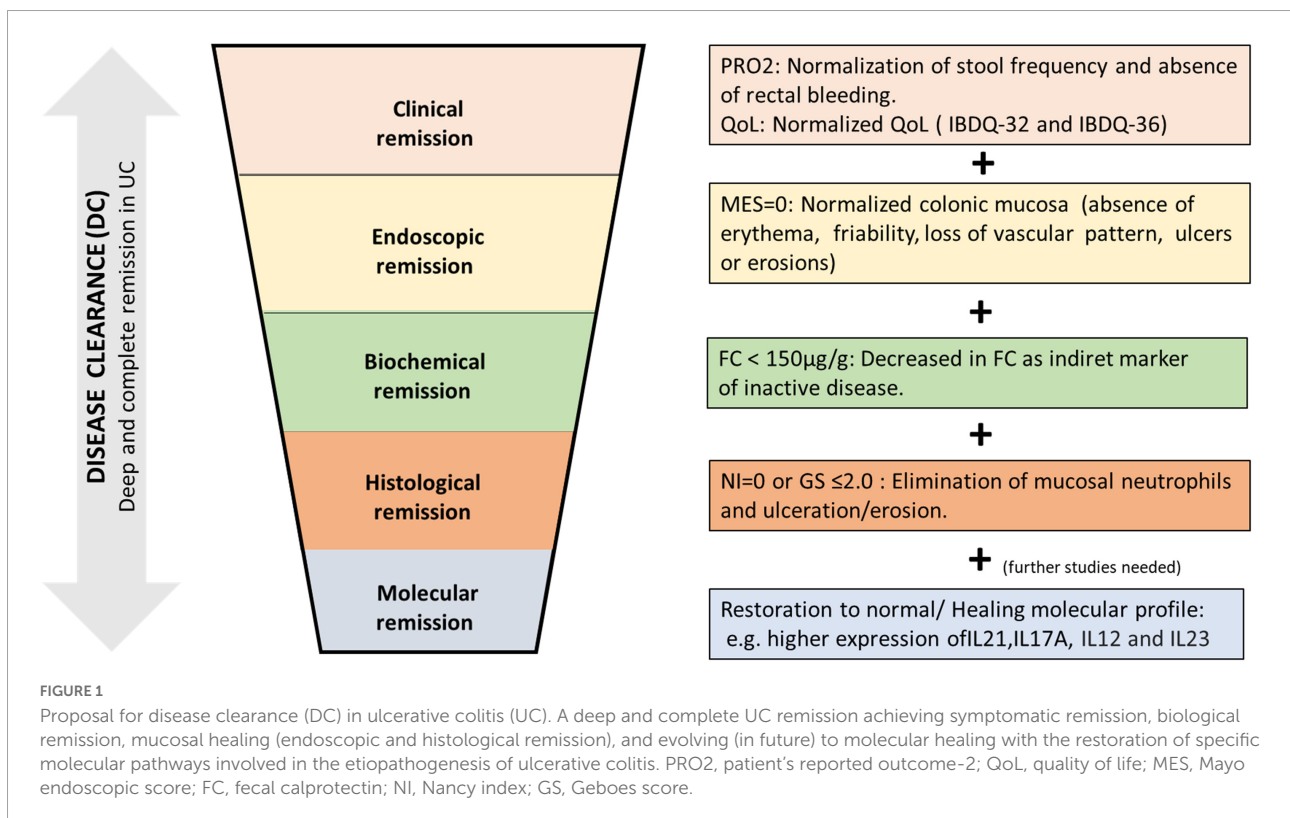 DISEASE CLEARANCE (DC)
Deep and complete remission in UC
Clinical
remission
PRO2: Normalization of stool frequency and absence
of rectal bleeding.
QoL: Normalized QoL ( IBDQ-32 and IBDQ-36)
+
Endoscopic
remission
MES=0: Normalized colonic mucosa (absence of
erythema, friability, loss of vascular pattern, ulcers
or erosions)
+
Biochemical
remission
FC < 150µg/g: Decreased in FC as indiret marker
of inactive disease.
+
Histological
remission
NI=0 or GS ≤2.0 : Elimination of mucosal neutrophils
and ulceration/erosion.
+ (further studies needed)
Molecular
remission
Restoration to normal/ Healing molecular profile:
e.g. higher expression ofIL21,IL17A, IL12 and IL23
FIGURE 1
Proposal for disease clearance (DC) in ulcerative colitis (UC). A deep and complete UC remission achieving symptomatic remission, biological
remission, mucosal healing (endoscopic and histological remission), and evolving (in future) to molecular healing with the restoration of specific
molecular pathways involved in the etiopathogenesis of ulcerative colitis. PRO2, patient's reported outcome-2; QoL, quality of life; MES, Mayo
endoscopic score; FC, fecal calprotectin; NI, Nancy index; GS, Geboes score.